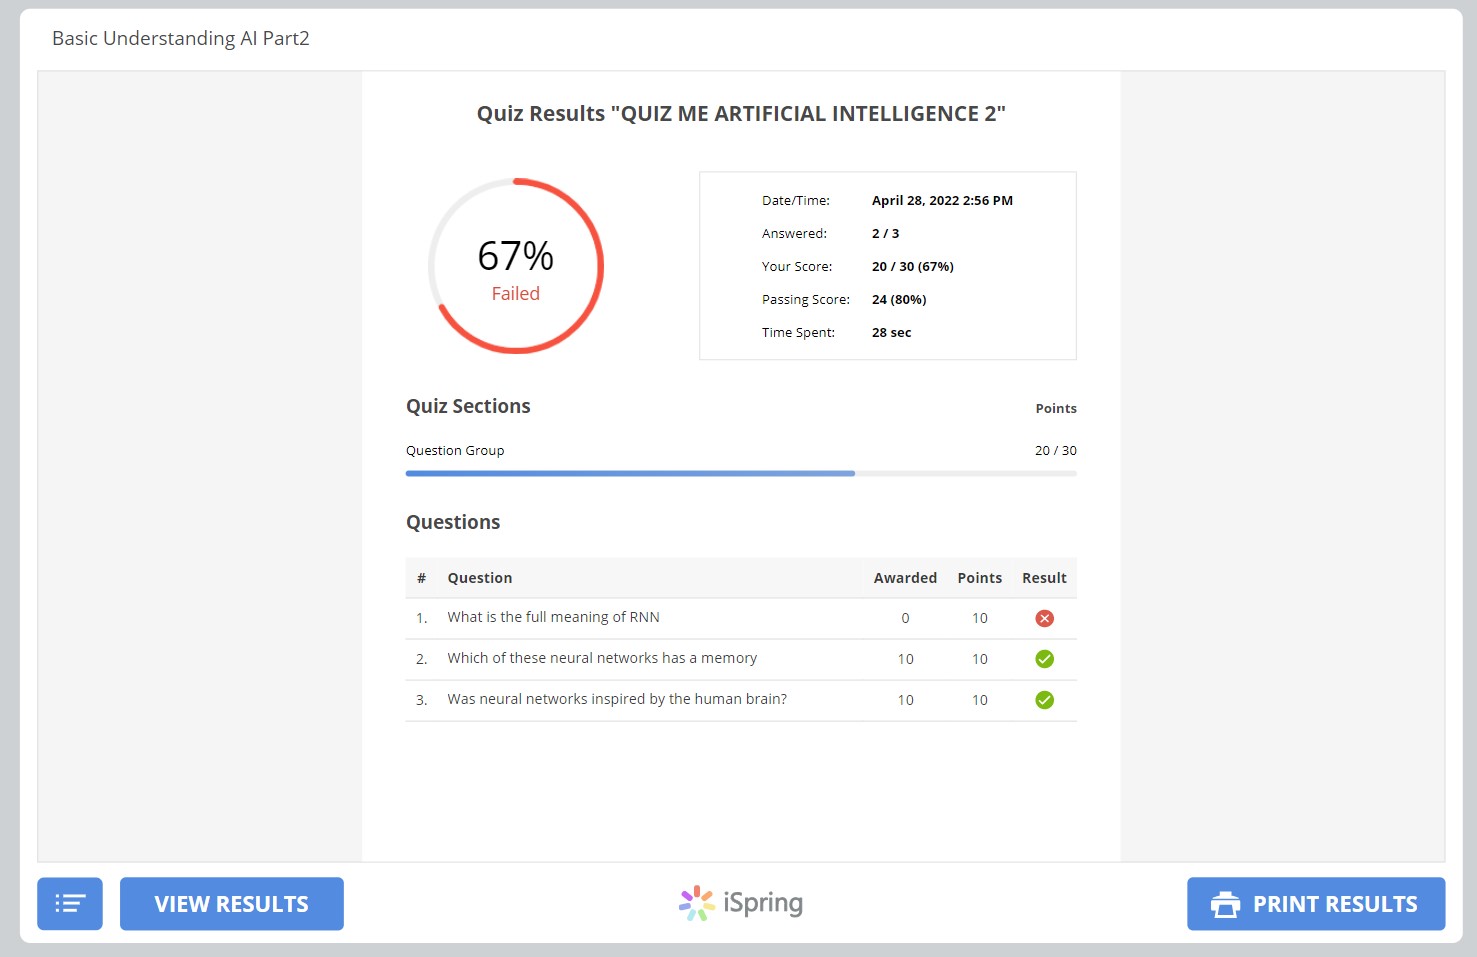 Basic Understanding AI Part2
Quiz Results "QUIZ ME ARTIFICIAL INTELLIGENCE 2"
67%
Failed
Date/Time: April 28, 2022 2:56 PM
Answered: 2 / 3
Your Score: 20 / 30 (67%)
Passing Score: 24 (80%)
Time Spent: 28 sec
Quiz Sections Points
Question Group 20 / 30
Questions
# Question Awarded Points Result
1. What is the full meaning of RNN 0 10
2. Which of these neural networks has a memory 10 10
3. Was neural networks inspired by the human brain? 10 10
VIEW RESULTS iSpring PRINT RESULTS